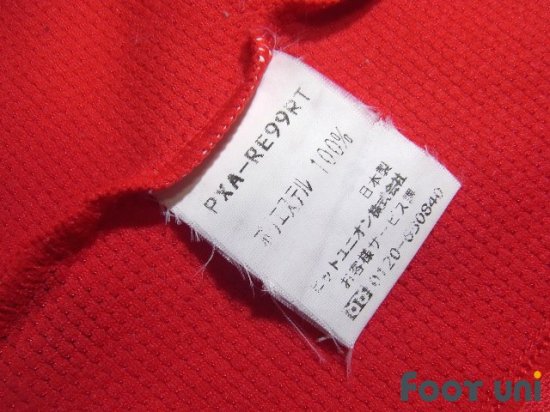 PXA-RE99RT
ポリエステル 100%
日本製
ヒットユニオン株式会社
お客様サービス課
0120-650840
FOOT uni